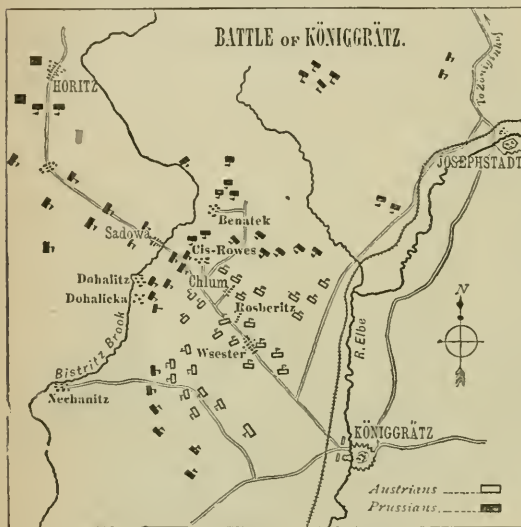 BATTLE OF KÖNIGGRÄTZ.
HORITZ
To Königinhof
JOSEPHSTADT
Benatek
Sadowa
Cis-Rowes
Dohalitz
Chlum
Dohalicka
Rosberitz
Bistritz Brook
R. Elbe
N
Wsester
Nechanitz
KÖNIGGRÄTZ
Austrians
Prussians